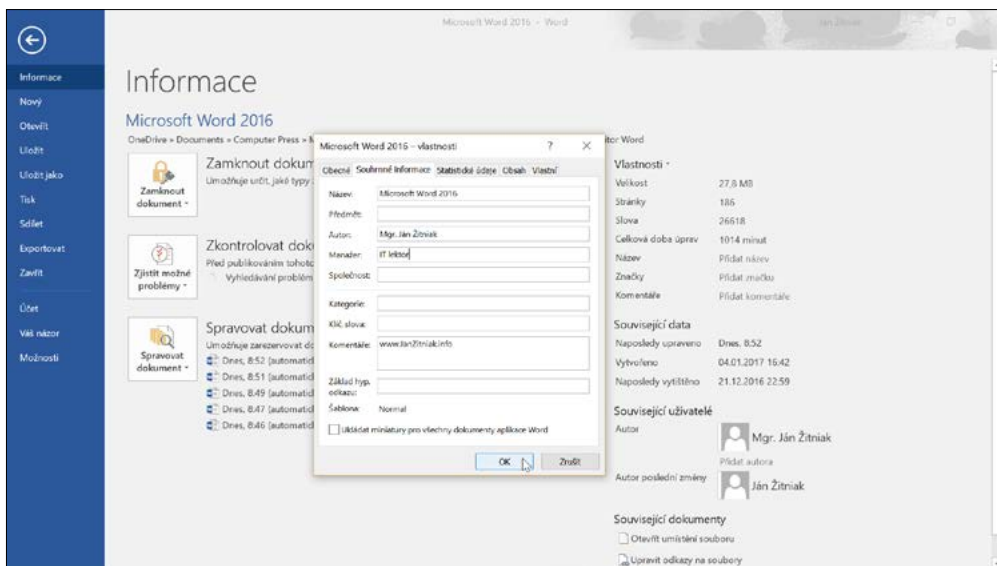 Microsoft Word 2016 - Word
Informace
Nový
Otevřít
Uložit
Uložit jako
Tisk
Sdílet
Exportovat
Zavřít
Účet
Váš názor
Možnosti
Informace
Microsoft Word 2016
OneDrive » Documents » Computer Press »
Zamknout dokument
Zamknout dokum
Umožňuje určit, jaké typy
Zjistit možné problémy
Zkontrolovat dok
Před publikováním tohoto
Vyhledávání problém
Spravovat dokument
Spravovat dokum
Umožňuje zarezervovat do
Dnes, 8:52 (automatic
Dnes, 8:51 (automatic
Dnes, 8:49 (automatic
Dnes, 8:47 (automatic
Dnes, 8:46 (automatic
Microsoft Word 2016 – vlastnosti
Obecné Souhrnné informace Statistické údaje Obsah Vlastní
Název: Microsoft Word 2016
Předmět:
Autor: Mgr. Ján Žitniak
Manažer: IT lektor
Společnost:
Kategorie:
Klíč. slova:
Komentáře: www.JanZitniak.info
Základ hyp. odkazu:
Šablona: Normal
Ukládat miniatury pro všechny dokumenty aplikace Word
OK Zrušit
tor Word
Vlastnosti
Velikost 27,8 MB
Stránky 186
Slova 26618
Celková doba úprav 1014 minut
Název Přidat název
Značky Přidat značku
Komentáře Přidat komentáře
Související data
Naposledy upraveno Dnes, 8:52
Vytvořeno 04.01.2017 16:42
Naposledy vytištěno 21.12.2016 22:59
Související uživatelé
Autor
Mgr. Ján Žitniak
Přidat autora
Autor poslední změny
Ján Žitniak
Související dokumenty
Otevřít umístění souboru
Upravit odkazy na soubory